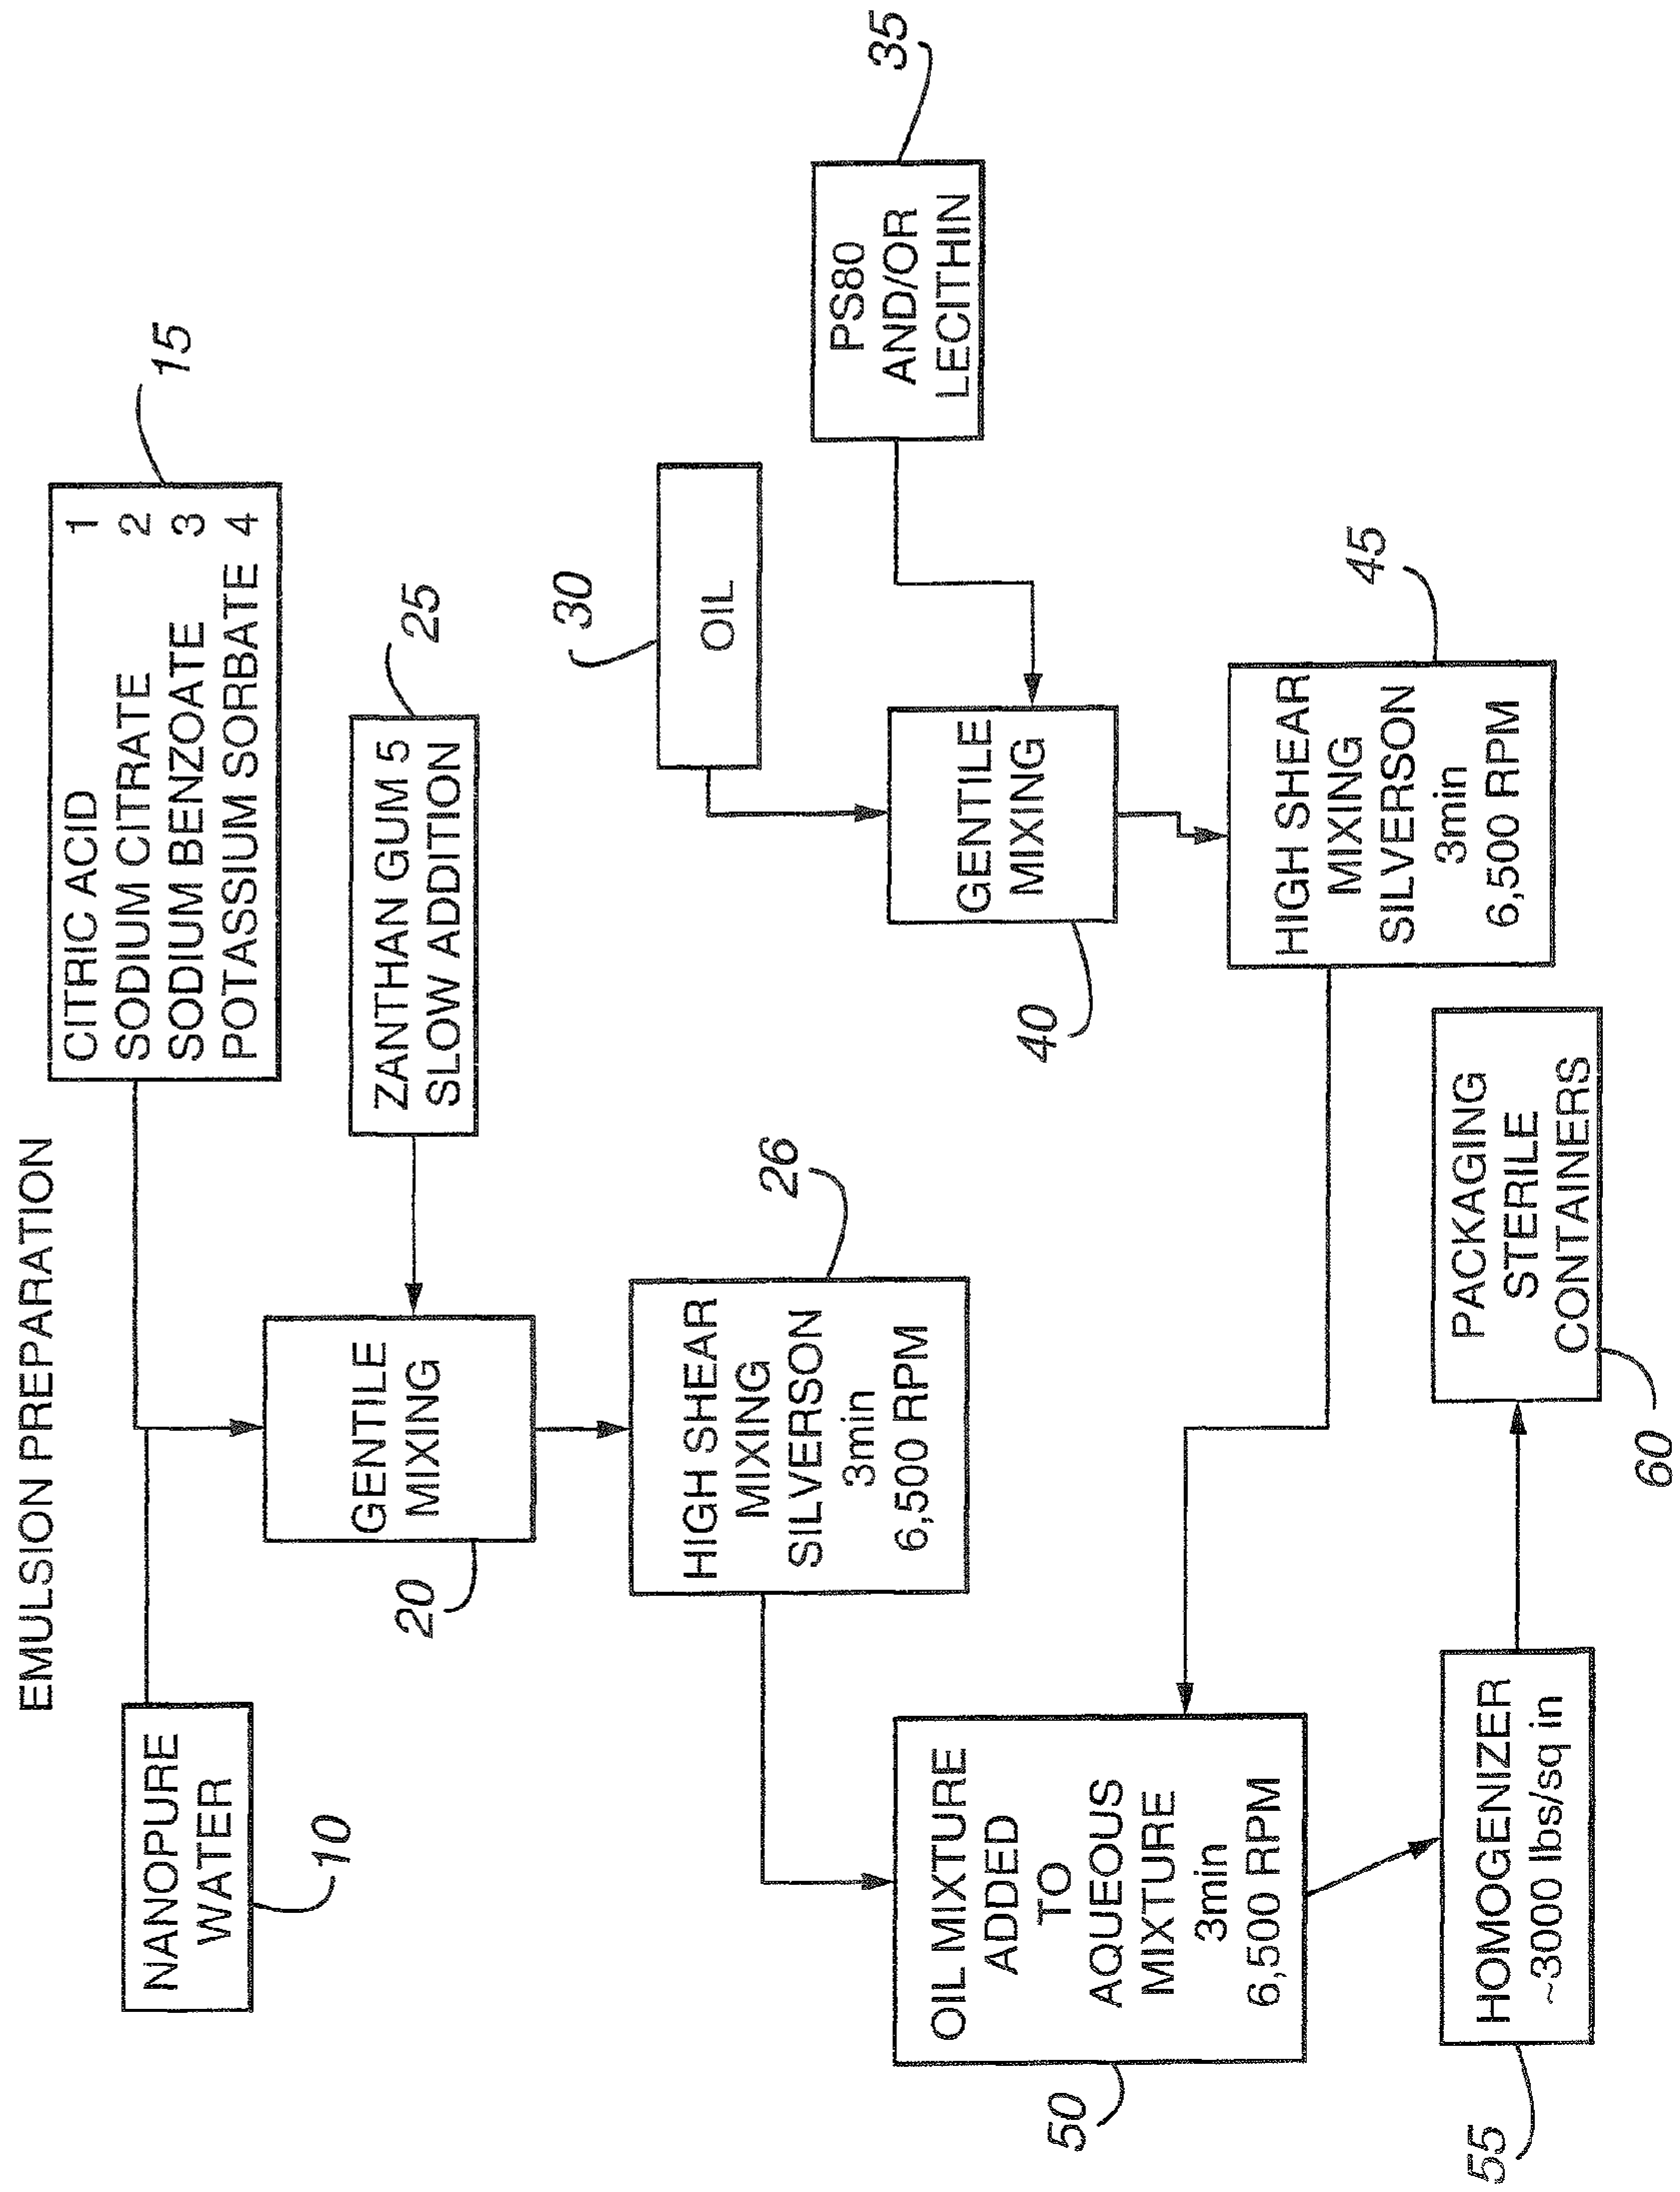 EMULSION PREPARATION
NANOPURE
WATER
10
CITRIC ACID 1
SODIUM CITRATE 2
SODIUM BENZOATE 3
POTASSIUM SORBATE 4
15
GENTILE
MIXING
20
ZANTHAN GUM 5
SLOW ADDITION
25
HIGH SHEAR
MIXING
SILVERSON
3min
6,500 RPM
26
30
OIL
PS80
AND/OR
LECITHIN
35
GENTILE
MIXING
40
HIGH SHEAR
MIXING
SILVERSON
3min
6,500 RPM
45
OIL MIXTURE
ADDED
TO
AQUEOUS
MIXTURE
3min
6,500 RPM
50
HOMOGENIZER
~3000 lbs/sq in
55
PACKAGING
STERILE
CONTAINERS
60